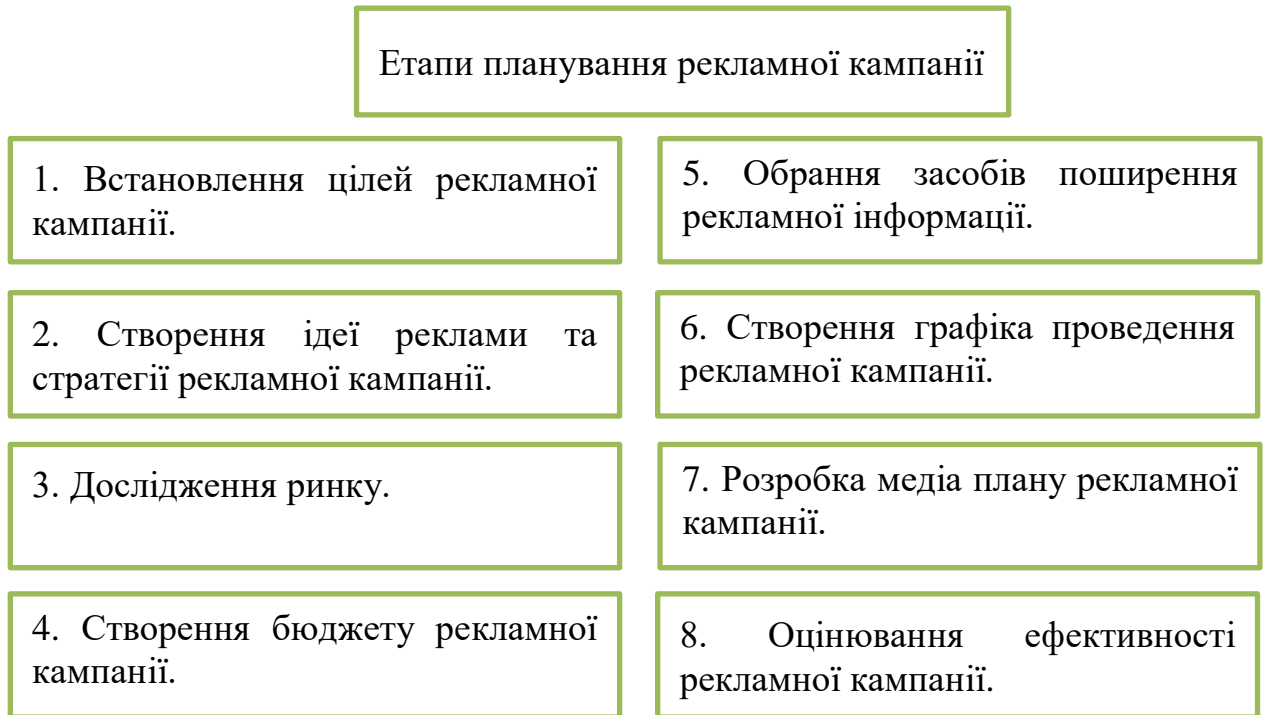 Етапи планування рекламної кампанії
1. Встановлення цілей рекламної
кампанії.
2. Створення ідеї реклами та
стратегії рекламної кампанії.
3. Дослідження ринку.
4. Створення бюджету рекламної
кампанії.
5. Обрання засобів поширення
рекламної інформації.
6. Створення графіка проведення
рекламної кампанії.
7. Розробка медіа плану рекламної
кампанії.
8. Оцінювання ефективності
рекламної кампанії.